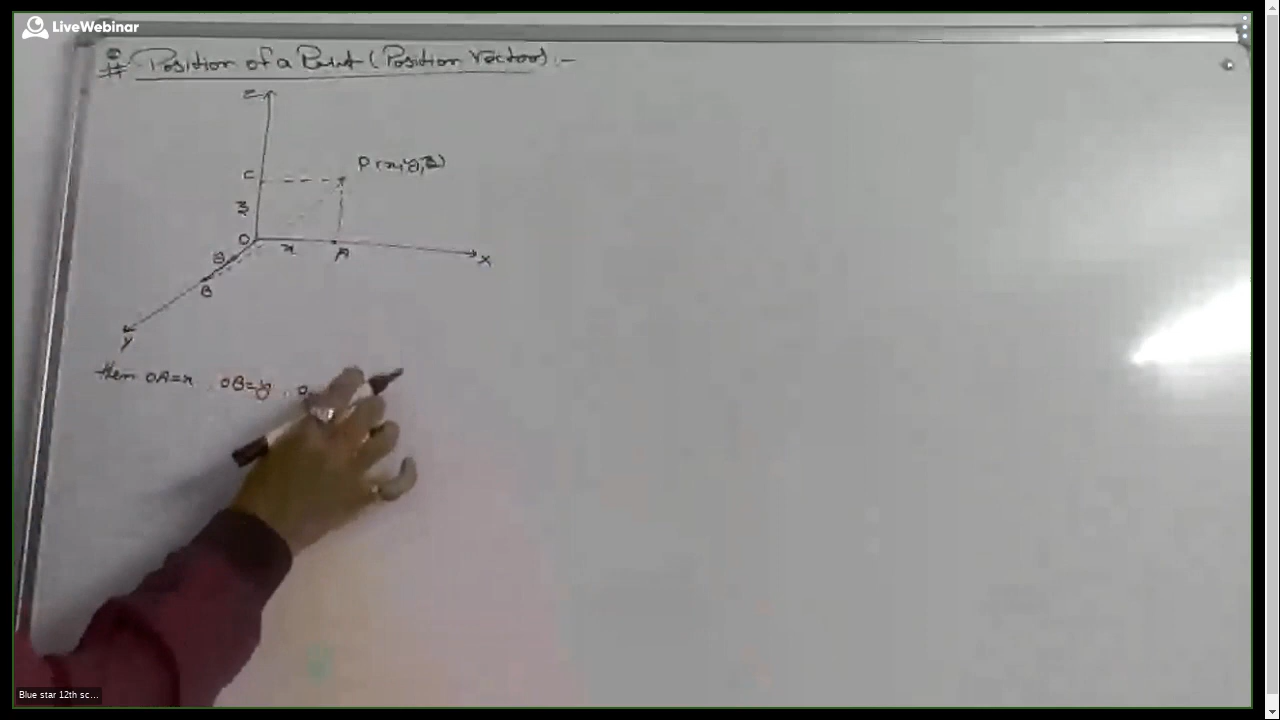 LiveWebinar
# Position of a Point (Position Vector) :-
Z
P(x,y,z)
C
z
O
x
A
X
y
B
Y
then OA=x , OB=y , O
Blue star 12th sc...